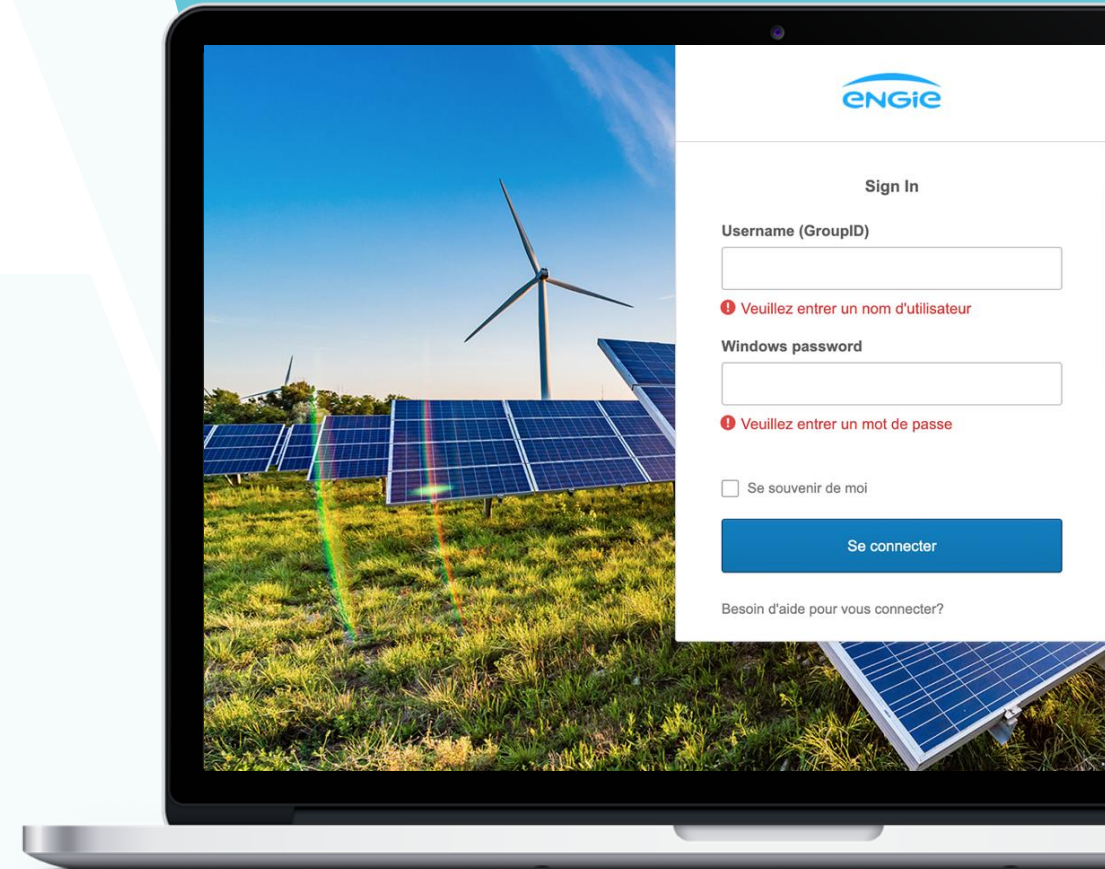 ENGIE
Sign In
Username (GroupID)
Veuillez entrer un nom d'utilisateur
Windows password
Veuillez entrer un mot de passe
Se souvenir de moi
Se connecter
Besoin d'aide pour vous connecter?